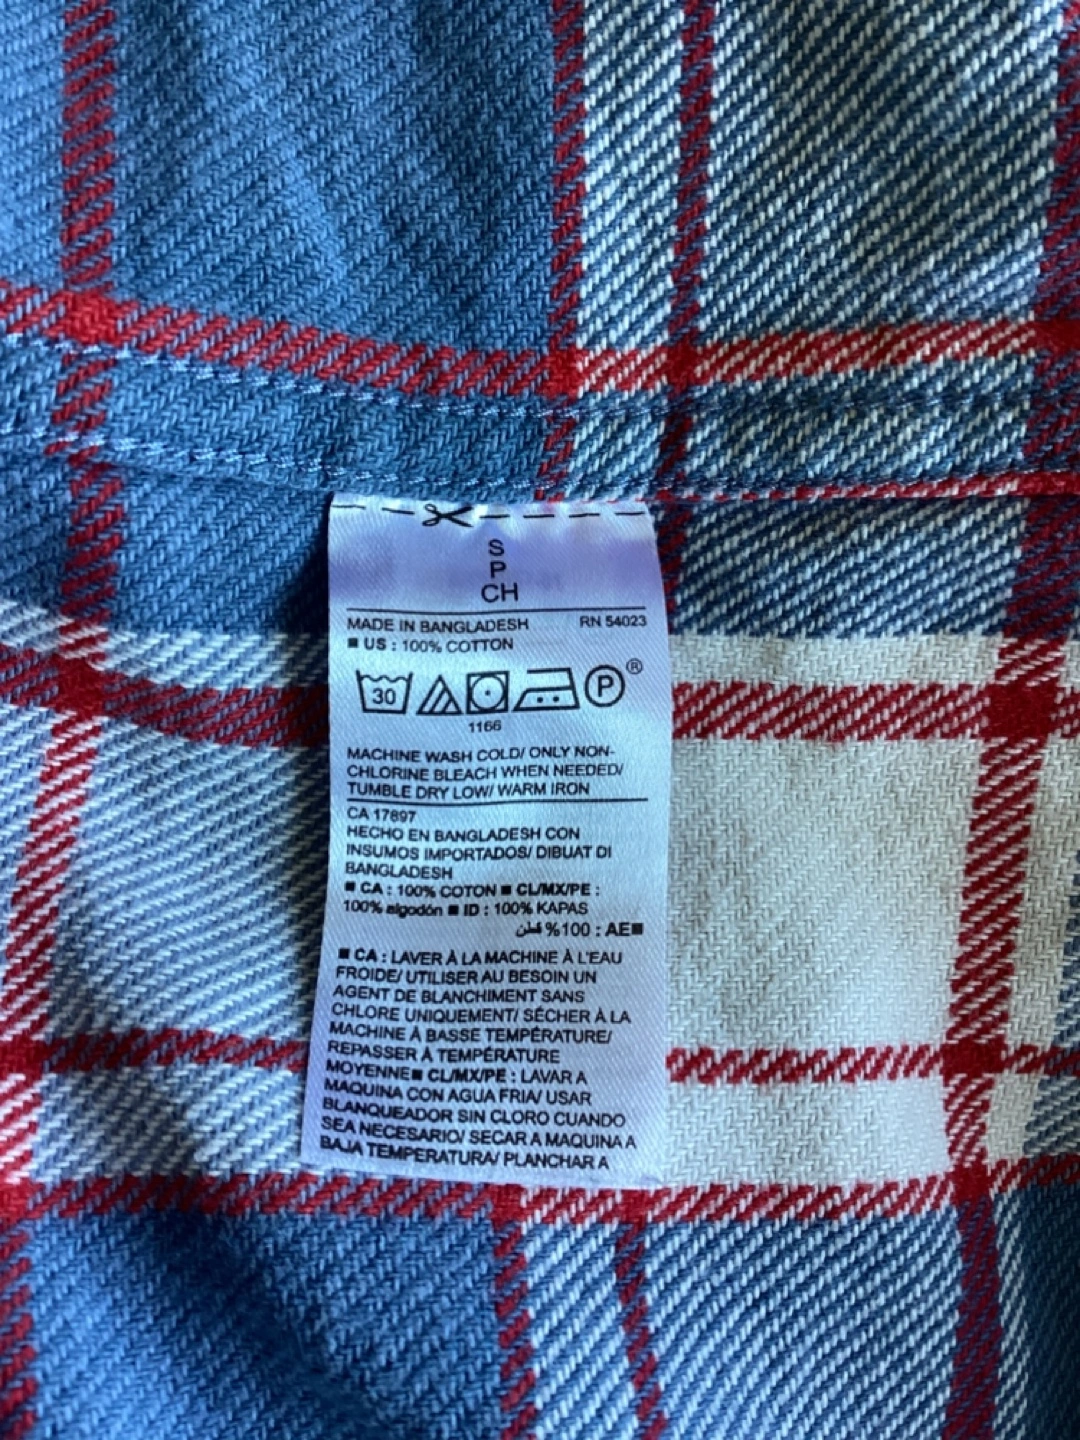 S
P
CH
MADE IN BANGLADESH RN 54023
■ US : 100% COTTON
30 P ®
1166
MACHINE WASH COLD/ ONLY NON-
CHLORINE BLEACH WHEN NEEDED/
TUMBLE DRY LOW/ WARM IRON
CA 17897
HECHO EN BANGLADESH CON
INSUMOS IMPORTADOS/ DIBUAT DI
BANGLADESH
■ CA : 100% COTON ■ CL/MX/PE :
100% algodón ■ ID : 100% KAPAS
■AE : 100% قطن
■ CA : LAVER À LA MACHINE À L'EAU
FROIDE/ UTILISER AU BESOIN UN
AGENT DE BLANCHIMENT SANS
CHLORE UNIQUEMENT/ SÉCHER À LA
MACHINE À BASSE TEMPÉRATURE/
REPASSER À TEMPÉRATURE
MOYENNE■ CL/MX/PE : LAVAR A
MAQUINA CON AGUA FRIA/ USAR
BLANQUEADOR SIN CLORO CUANDO
SEA NECESARIO/ SECAR A MAQUINA A
BAJA TEMPERATURA/ PLANCHAR A